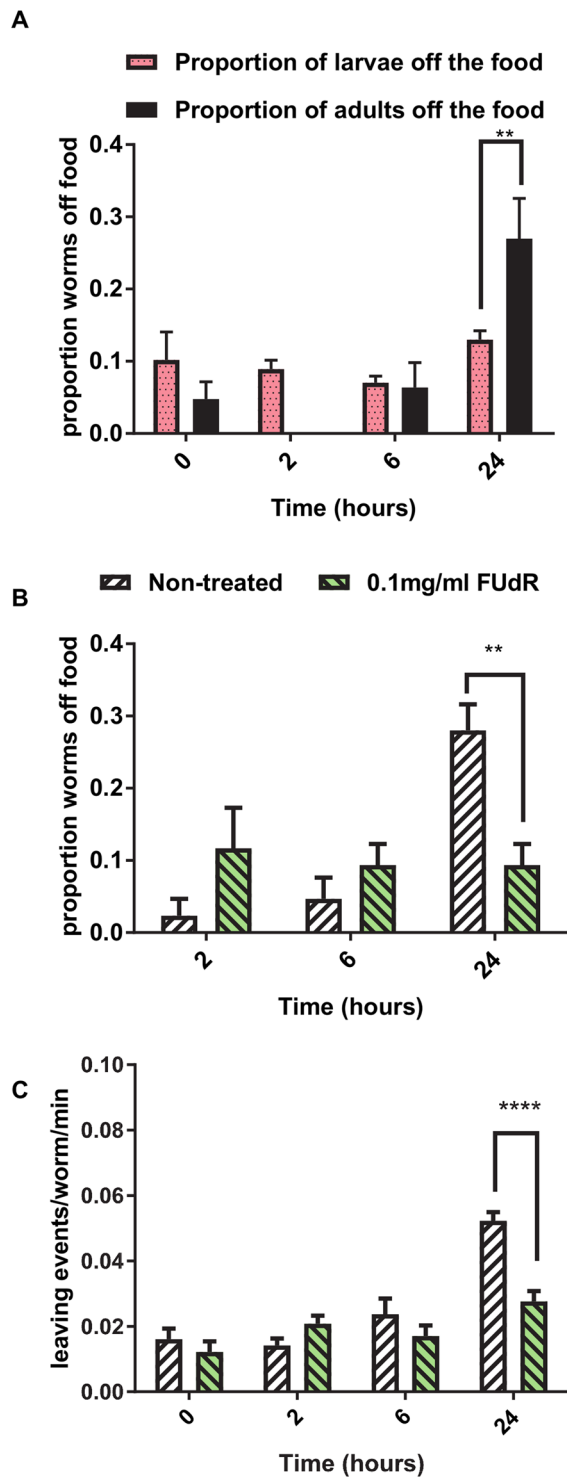 A
Proportion of larvae off the food
Proportion of adults off the food
proportion worms off food
0.4
0.3
0.2
0.1
0.0
**
0 2 6 24
Time (hours)
Non-treated 0.1mg/ml FUdR
B
proportion worms off food
0.4
0.3
0.2
0.1
0.0
**
2 6 24
Time (hours)
C
leaving events/worm/min
0.10
0.08
0.06
0.04
0.02
0.00
****
0 2 6 24
Time (hours)